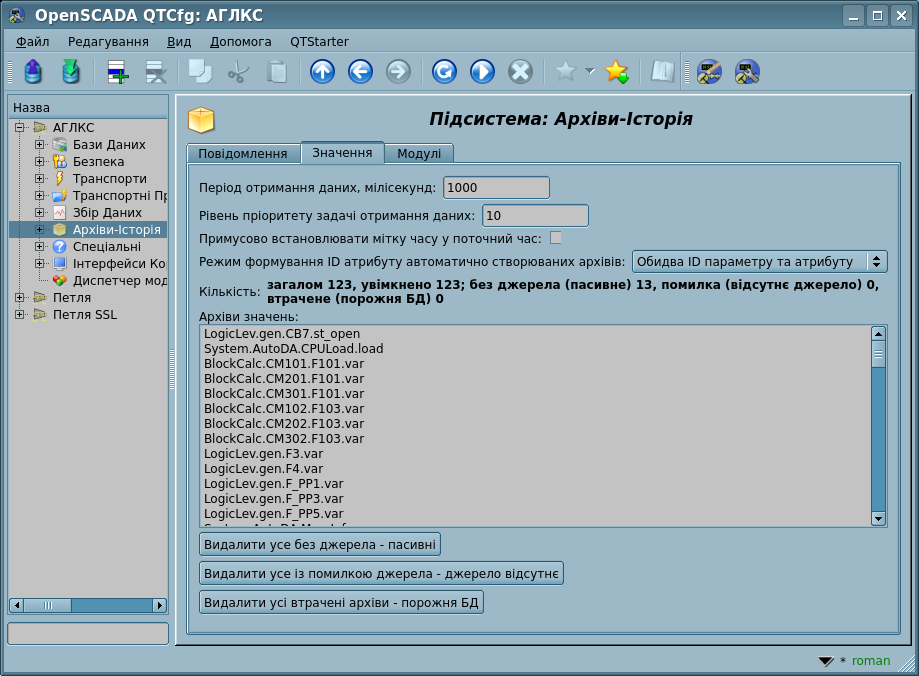 OpenSCADA QTCfg: АГЛКС
Файл Редагування Вид Допомога QTStarter
Назва
АГЛКС
Бази Даних
Безпека
Транспорти
Транспортні Пр
Збір Даних
Архіви-Історія
Спеціальні
Інтерфейси Ко
Диспетчер мод
Петля
Петля SSL
Підсистема: Архіви-Історія
Повідомлення Значення Модулі
Період отримання даних, мілісекунд: 1000
Рівень пріоритету задачі отримання даних: 10
Примусово встановлювати мітку часу у поточний час:
Режим формування ID атрибуту автоматично створюваних архівів: Обидва ID параметру та атрибуту
Кількість: загалом 123, увімкнено 123; без джерела (пасивне) 13, помилка (відсутнє джерело) 0,
втрачене (порожня БД) 0
Архіви значень:
LogicLev.gen.CB7.st_open
System.AutoDA.CPULoad.load
BlockCalc.CM101.F101.var
BlockCalc.CM201.F101.var
BlockCalc.CM301.F101.var
BlockCalc.CM102.F103.var
BlockCalc.CM202.F103.var
BlockCalc.CM302.F103.var
LogicLev.gen.F3.var
LogicLev.gen.F4.var
LogicLev.gen.F_PP1.var
LogicLev.gen.F_PP3.var
LogicLev.gen.F_PP5.var
Видалити усе без джерела - пасивні
Видалити усе із помилкою джерела - джерело відсутнє
Видалити усі втрачені архіви - порожня БД
* roman